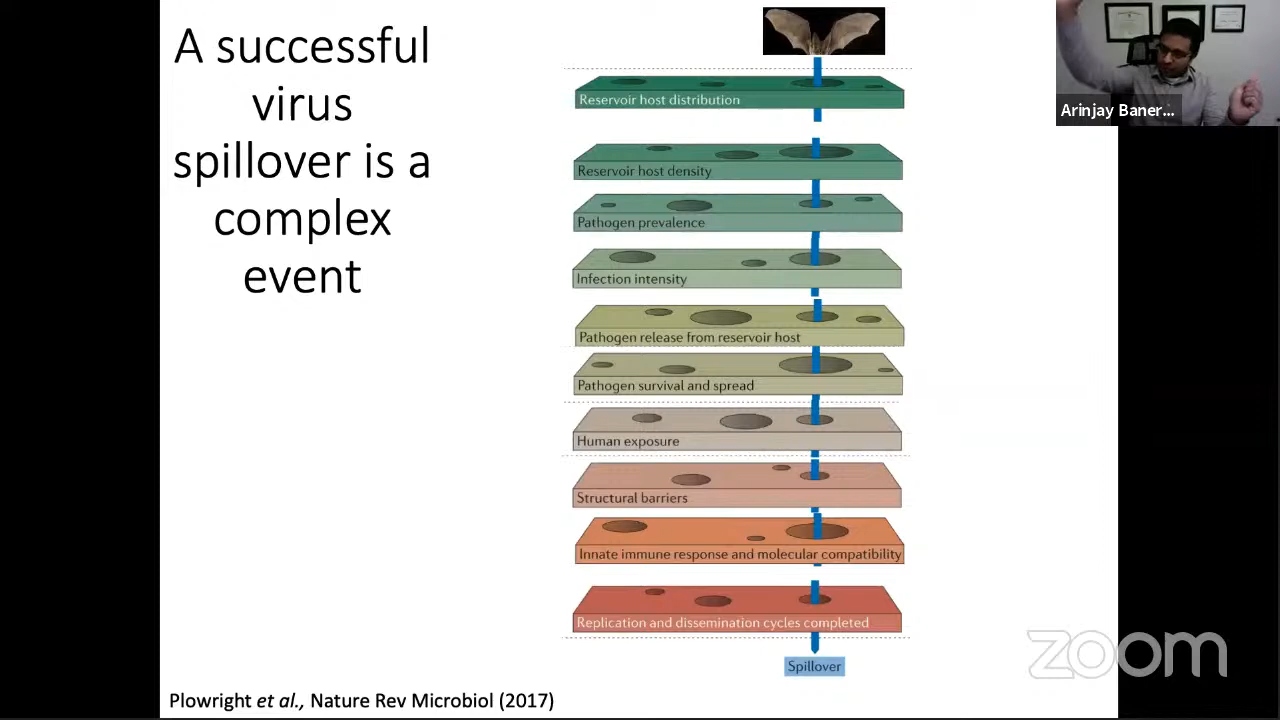 A successful
virus
spillover is a
complex
event
Reservoir host distribution
Reservoir host density
Pathogen prevalence
Infection intensity
Pathogen release from reservoir host
Pathogen survival and spread
Human exposure
Structural barriers
Innate immune response and molecular compatibility
Replication and dissemination cycles completed
Spillover
Plowright et al., Nature Rev Microbiol (2017)
Arinjay Baner...
zoom